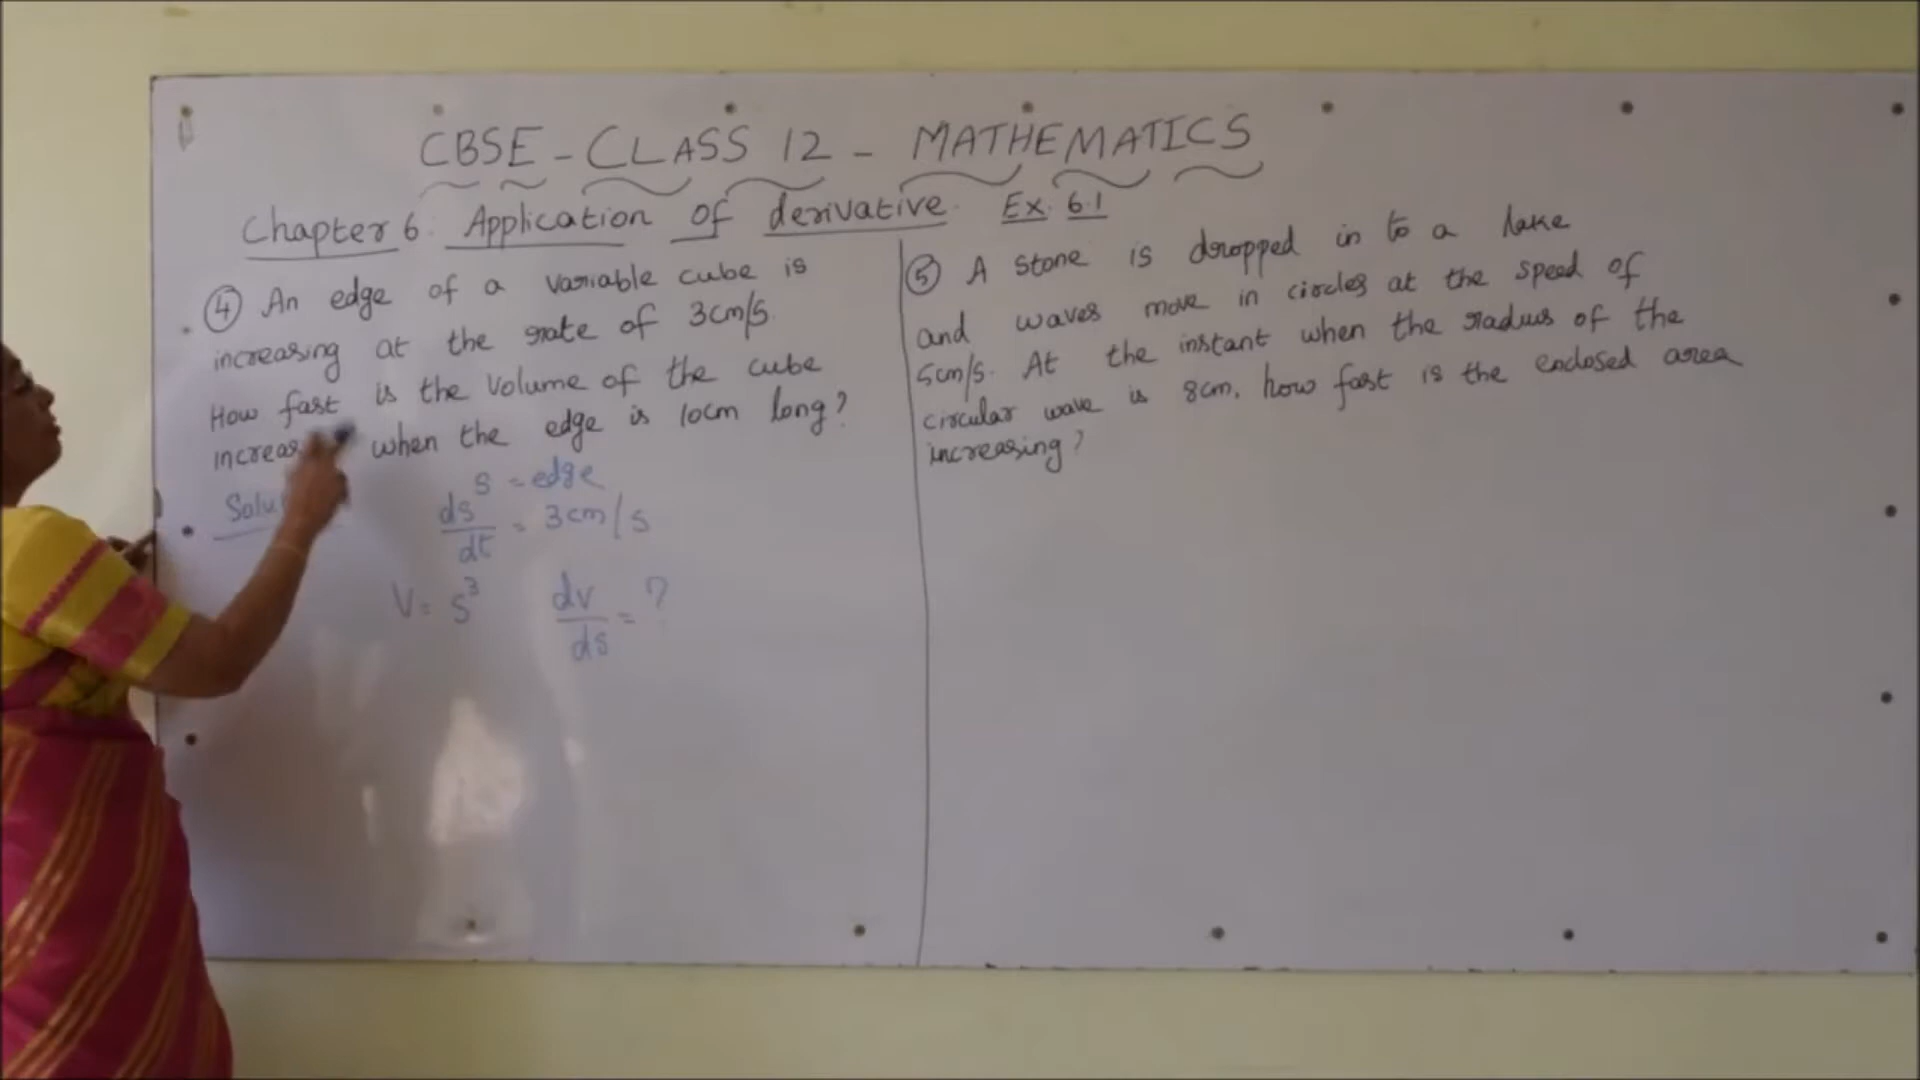 CBSE - CLASS 12 - MATHEMATICS
Chapter 6: Application of derivative. Ex. 6.1
④ An edge of a variable cube is
increasing at the rate of 3cm/s.
How fast is the volume of the cube
increas when the edge is 10cm long?
Solu
s = edge
ds/dt = 3cm/s
V = s³ dv/ds = ?
⑤ A stone is dropped in to a lake
and waves move in circles at the speed of
5cm/s. At the instant when the radius of the
circular wave is 8cm, how fast is the enclosed area
increasing?